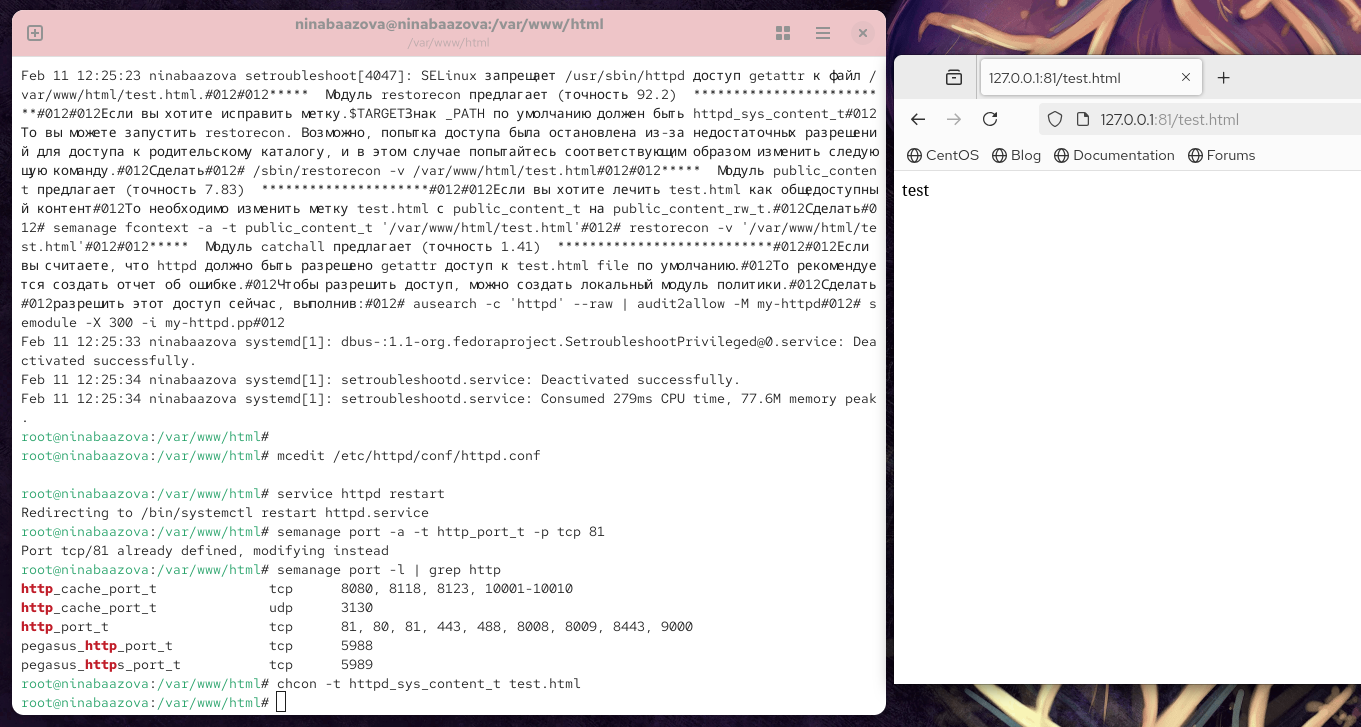 ninabaazova@ninabaazova:/var/www/html
/var/www/html
Feb 11 12:25:23 ninabaazova setroubleshoot[4047]: SELinux запрещает /usr/sbin/httpd доступ getattr к файл /
var/www/html/test.html.#012#012***** Модуль restorecon предлагает (точность 92.2) ***********************
**#012#012Если вы хотите исправить метку.$TARGETЗнак _PATH по умолчанию должен быть httpd_sys_content_t#012
То вы можете запустить restorecon. Возможно, попытка доступа была остановлена из-за недостаточных разрешени
й для доступа к родительскому каталогу, и в этом случае попытайтесь соответствующим образом изменить следую
щую команду.#012Сделать#012# /sbin/restorecon -v /var/www/html/test.html#012#012***** Модуль public_conten
t предлагает (точность 7.83) *********************#012#012Если вы хотите лечить test.html как общедоступны
й контент#012То необходимо изменить метку test.html с public_content_t на public_content_rw_t.#012Сделать#0
12# semanage fcontext -a -t public_content_t '/var/www/html/test.html'#012# restorecon -v '/var/www/html/te
st.html'#012#012***** Модуль catchall предлагает (точность 1.41) ***************************#012#012Если
вы считаете, что httpd должно быть разрешено getattr доступ к test.html file по умолчанию.#012То рекомендуе
тся создать отчет об ошибке.#012Чтобы разрешить доступ, можно создать локальный модуль политики.#012Сделать
#012разрешить этот доступ сейчас, выполнив:#012# ausearch -c 'httpd' --raw | audit2allow -M my-httpd#012# s
emodule -X 300 -i my-httpd.pp#012
Feb 11 12:25:33 ninabaazova systemd[1]: dbus-:1.1-org.fedoraproject.SetroubleshootPrivileged@0.service: Dea
ctivated successfully.
Feb 11 12:25:34 ninabaazova systemd[1]: setroubleshootd.service: Deactivated successfully.
Feb 11 12:25:34 ninabaazova systemd[1]: setroubleshootd.service: Consumed 279ms CPU time, 77.6M memory peak
.
root@ninabaazova:/var/www/html#
root@ninabaazova:/var/www/html# mcedit /etc/httpd/conf/httpd.conf
root@ninabaazova:/var/www/html# service httpd restart
Redirecting to /bin/systemctl restart httpd.service
root@ninabaazova:/var/www/html# semanage port -a -t http_port_t -p tcp 81
Port tcp/81 already defined, modifying instead
root@ninabaazova:/var/www/html# semanage port -l | grep http
http_cache_port_t tcp 8080, 8118, 8123, 10001-10010
http_cache_port_t udp 3130
http_port_t tcp 81, 80, 81, 443, 488, 8008, 8009, 8443, 9000
pegasus_http_port_t tcp 5988
pegasus_https_port_t tcp 5989
root@ninabaazova:/var/www/html# chcon -t httpd_sys_content_t test.html
root@ninabaazova:/var/www/html#
127.0.0.1:81/test.html
127.0.0.1:81/test.html
CentOS Blog Documentation Forums
test